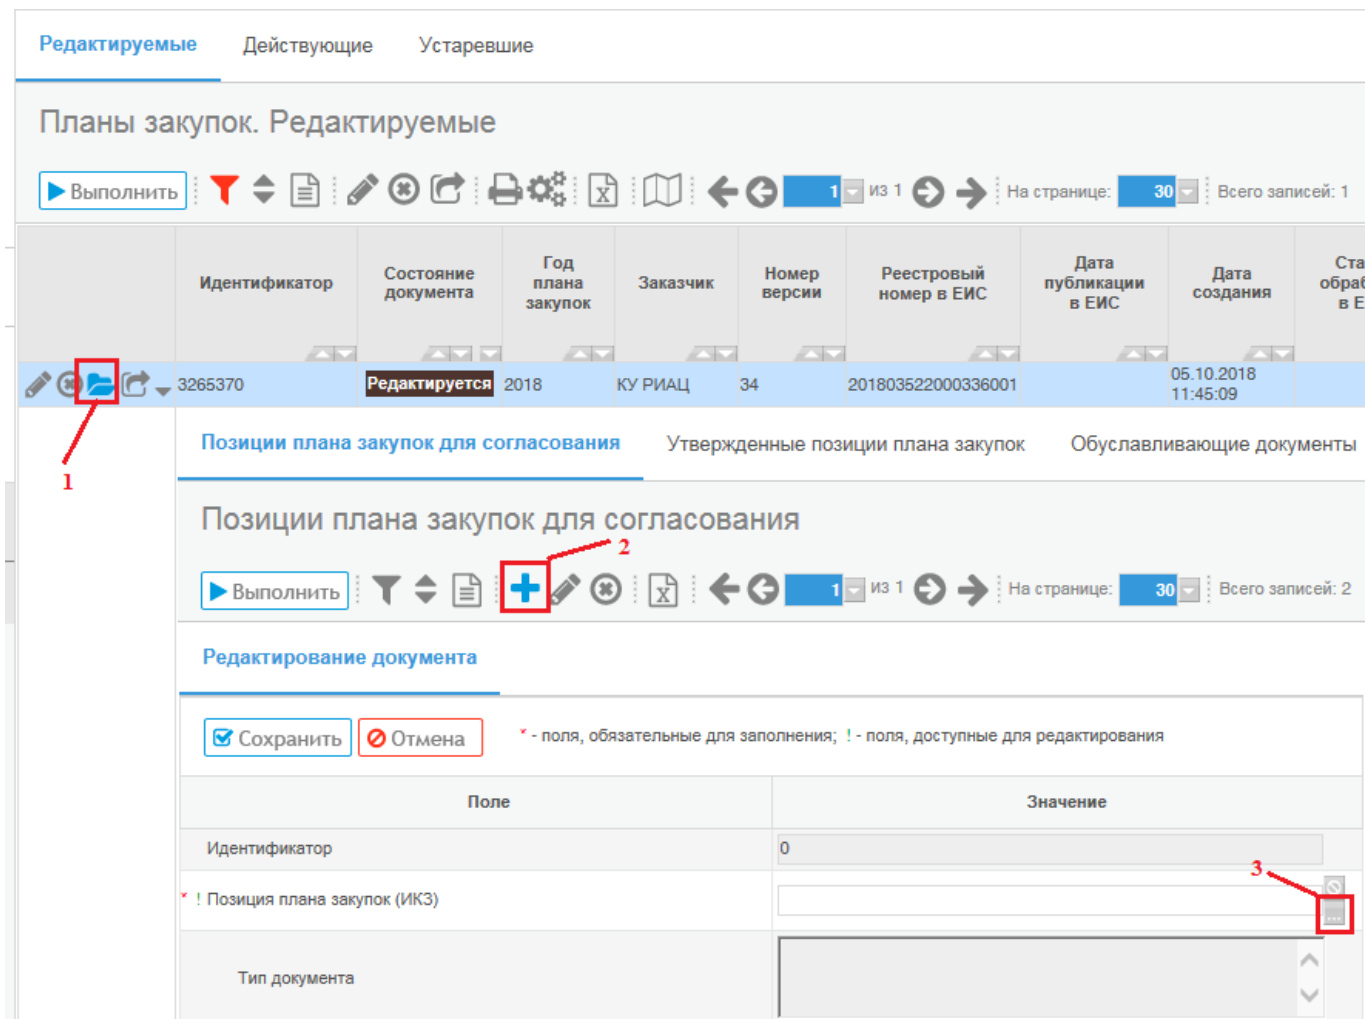 Редактируемые Действующие Устаревшие
Планы закупок. Редактируемые
Выполнить 1 из 1 На странице: 30 Всего записей: 1
Идентификатор
Состояние
документа
Год
плана
закупок
Заказчик
Номер
версии
Реестровый
номер в ЕИС
Дата
публикации
в ЕИС
Дата
создания
Ста
обраб
в Е
3265370 Редактируется 2018 КУ РИАЦ 34 201803522000336001 05.10.2018
11:45:09
1
Позиции плана закупок для согласования Утвержденные позиции плана закупок Обуславливающие документы
Позиции плана закупок для согласования
2
Выполнить 1 из 1 На странице: 30 Всего записей: 2
Редактирование документа
Сохранить Отмена * - поля, обязательные для заполнения; ! - поля, доступные для редактирования
Поле Значение
Идентификатор 0
3
* ! Позиция плана закупок (ИКЗ) ...
Тип документа